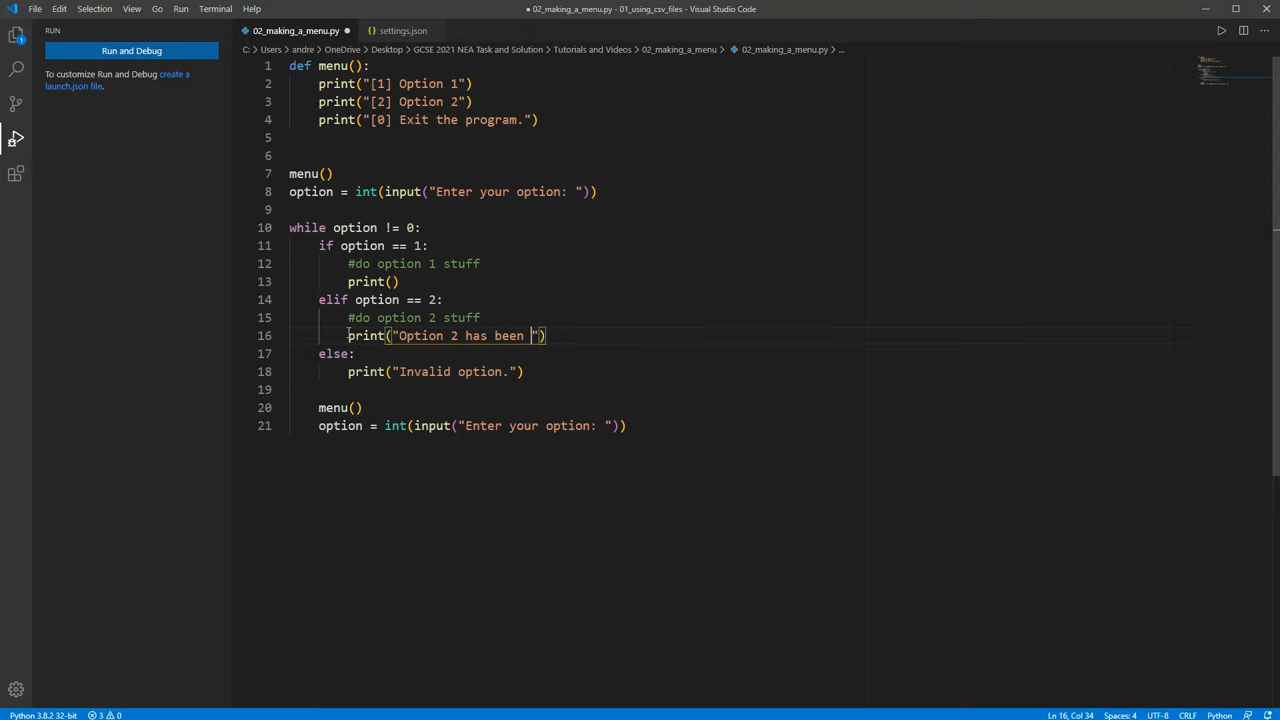 File Edit Selection View Go Run Terminal Help
● 02_making_a_menu.py - 01_using_csv_files - Visual Studio Code
RUN
Run and Debug
To customize Run and Debug create a
launch.json file.
02_making_a_menu.py ● settings.json
C: > Users > andre > OneDrive > Desktop > GCSE 2021 NEA Task and Solution > Tutorials and Videos > 02_making_a_menu > 02_making_a_menu.py > ...
1 def menu():
2     print("[1] Option 1")
3     print("[2] Option 2")
4     print("[0] Exit the program.")
5
6
7 menu()
8 option = int(input("Enter your option: "))
9
10 while option != 0:
11     if option == 1:
12         #do option 1 stuff
13         print()
14     elif option == 2:
15         #do option 2 stuff
16         print("Option 2 has been ")
17     else:
18         print("Invalid option.")
19
20     menu()
21     option = int(input("Enter your option: "))
Python 3.8.2 32-bit 3 0 Ln 16, Col 34 Spaces: 4 UTF-8 CRLF Python